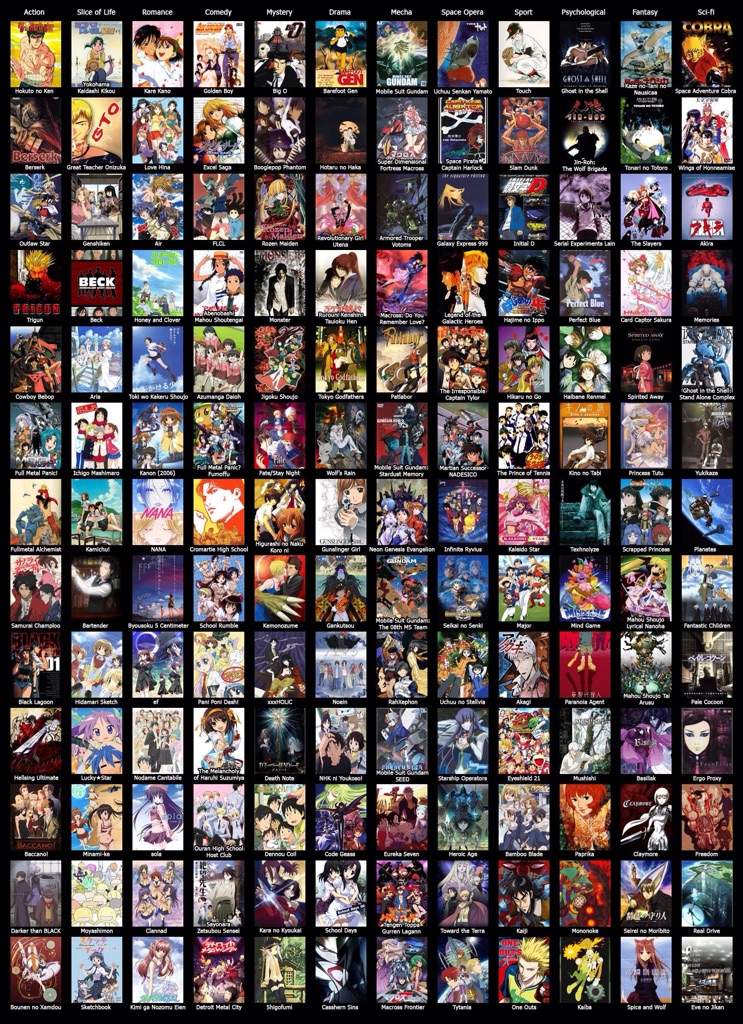 Action Slice of Life Romance Comedy Mystery Drama Mecha Space Opera Sport Psychological Fantasy Sci-fi
GEN GUNDAM GHOST IN THE SHELL COBRA
Hokuto no Ken Yokohama Kaidashi Kikou Kare Kano Golden Boy Big O Barefoot Gen Mobile Suit Gundam Uchuu Senkan Yamato Touch Ghost in the Shell Kaze no Tani no Nausicaa Space Adventure Cobra
Berserk GTO
Berserk Great Teacher Onizuka Love Hina Excel Saga Boogiepop Phantom Hotaru no Haka Super Dimensional Fortress Macross Space Pirate Captain Harlock Slam Dunk Jin-Roh: The Wolf Brigade Tonari no Totoro Wings of Honneamise
Outlaw Star Genshiken Air FLCL Rozen Maiden Revolutionary Girl Utena Armored Trooper Votoms Galaxy Express 999 Initial D Serial Experiments Lain The Slayers Akira
BECK
Trigun Beck Honey and Clover Abenobashi Mahou Shoutengai Monster Rurouni Kenshin: Tsuioku Hen Macross: Do You Remember Love? Legend of the Galactic Heroes Hajime no Ippo Perfect Blue Card Captor Sakura Memories
SPIRITED AWAY
Cowboy Bebop Aria Toki wo Kakeru Shoujo Azumanga Daioh Jigoku Shoujo Tokyo Godfathers Patlabor The Irresponsible Captain Tylor Hikaru no Go Haibane Renmei Spirited Away Ghost in the Shell: Stand Alone Complex
Full Metal Panic! Ichigo Mashimaro Kanon (2006) Full Metal Panic? Fumoffu Fate/Stay Night Wolf's Rain Mobile Suit Gundam: Stardust Memory Martian Successor NADESICO The Prince of Tennis Kino no Tabi Princess Tutu Yukikaze
NANA
Fullmetal Alchemist Kamichu! NANA Cromartie High School Higurashi no Naku Koro ni Gunslinger Girl Neon Genesis Evangelion Infinite Ryvius Kaleido Star Texhnolyze Scrapped Princess Planetes
GUNDAM
Samurai Champloo Bartender Byousoku 5 Centimeter School Rumble Kemonozume Gankutsou Mobile Suit Gundam: The 08th MS Team Seikai no Senki Major Mind Game Mahou Shoujo Lyrical Nanoha Fantastic Children
Black Lagoon Hidamari Sketch ef Pani Poni Dash! xxxHOLiC Noein RahXephon Uchuu no Stellvia Akagi Paranoia Agent Mahou Shoujo Tai Arusu Pale Cocoon
Hellsing Ultimate Lucky★Star Nodame Cantabile The Melancholy of Haruhi Suzumiya Death Note NHK ni Youkoso! Mobile Suit Gundam SEED Starship Operators Eyeshield 21 Mushishi Basilisk Ergo Proxy
BACCANO! CLAYMORE
Baccano! Minami-ke sola Ouran High School Host Club Dennou Coil Code Geass Eureka Seven Heroic Age Bamboo Blade Paprika Claymore Freedom
Darker than BLACK Moyashimon Clannad Sayonara Zetsubou Sensei Kara no Kyoukai School Days Tengen Toppa Gurren Lagann Toward the Terra Kaiji Mononoke Seirei no Moribito Real Drive
ONE OUTS
Bounen no Xamdou Sketchbook Kimi ga Nozomu Eien Detroit Metal City Shigofumi Casshern Sins Macross Frontier Tytania One Outs Kaiba Spice and Wolf Eve no Jikan